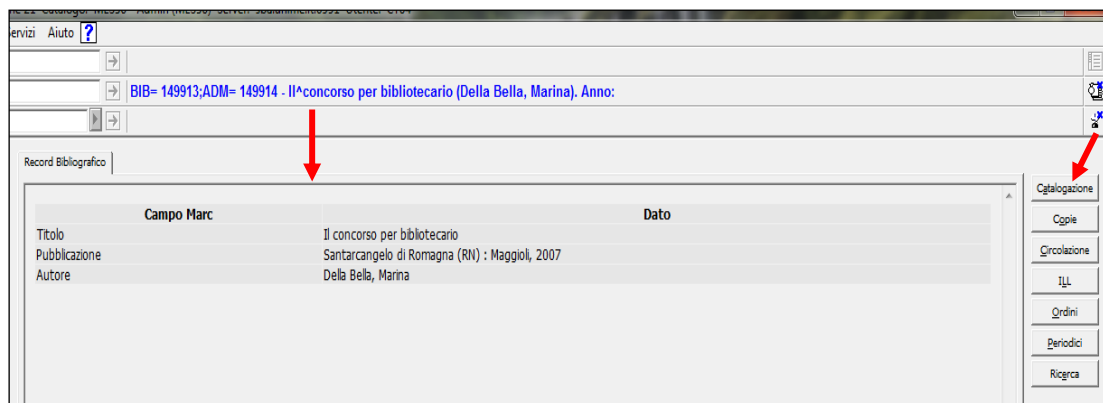 ervizi Aiuto ?
BIB= 149913;ADM= 149914 - Il^concorso per bibliotecario (Della Bella, Marina). Anno:
Record Bibliografico
Campo Marc Dato
Titolo Il concorso per bibliotecario
Pubblicazione Santarcangelo di Romagna (RN) : Maggioli, 2007
Autore Della Bella, Marina
Catalogazione
Copie
Circolazione
ILL
Ordini
Periodici
Ricerca